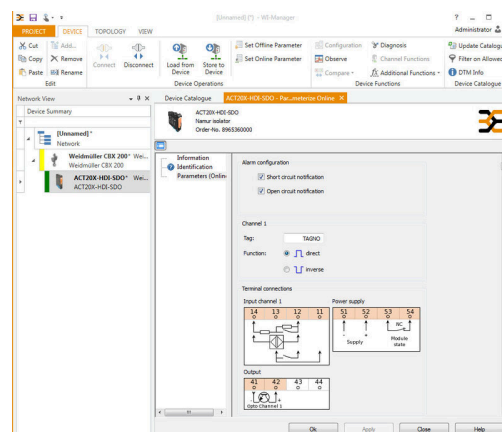 [Unnamed] (*) - WI-Manager
PROJECT DEVICE TOPOLOGY VIEW
Administrator
Cut
Copy
Paste
Add...
Remove
Rename
Edit
Connect
Disconnect
Load from Device
Store to Device
Device Operations
Set Offline Parameter
Set Online Parameter
Configuration
Observe
Compare
Diagnosis
Channel Functions
Additional Functions
Device Functions
Update Catalogu
Filter on Allowed
DTM Info
Device Catalogue
Network View
Device Summary
[Unnamed]*
Network
Weidmüller CBX 200* Wei...
Weidmüller CBX 200
ACT20X-HDI-SDO* Wei...
ACT20X-HDI-SDO
Device Catalogue
ACT20X-HDI-SDO - Par...meterize Online
ACT20X-HDI-SDO
Namur isolator
Order-No. 8965360000
Information
Identification
Parameters (Onlin
Alarm configuration
Short circuit notification
Open circuit notification
Channel 1
Tag: TAGNO
Function: direct
inverse
Terminal connections
Input channel 1
Power supply
14 13 12 11
51 52 53 54
- +
Supply
NC
Module state
Output
41 42 43 44
- +
Opto Channel 1
Ok Apply Close Help